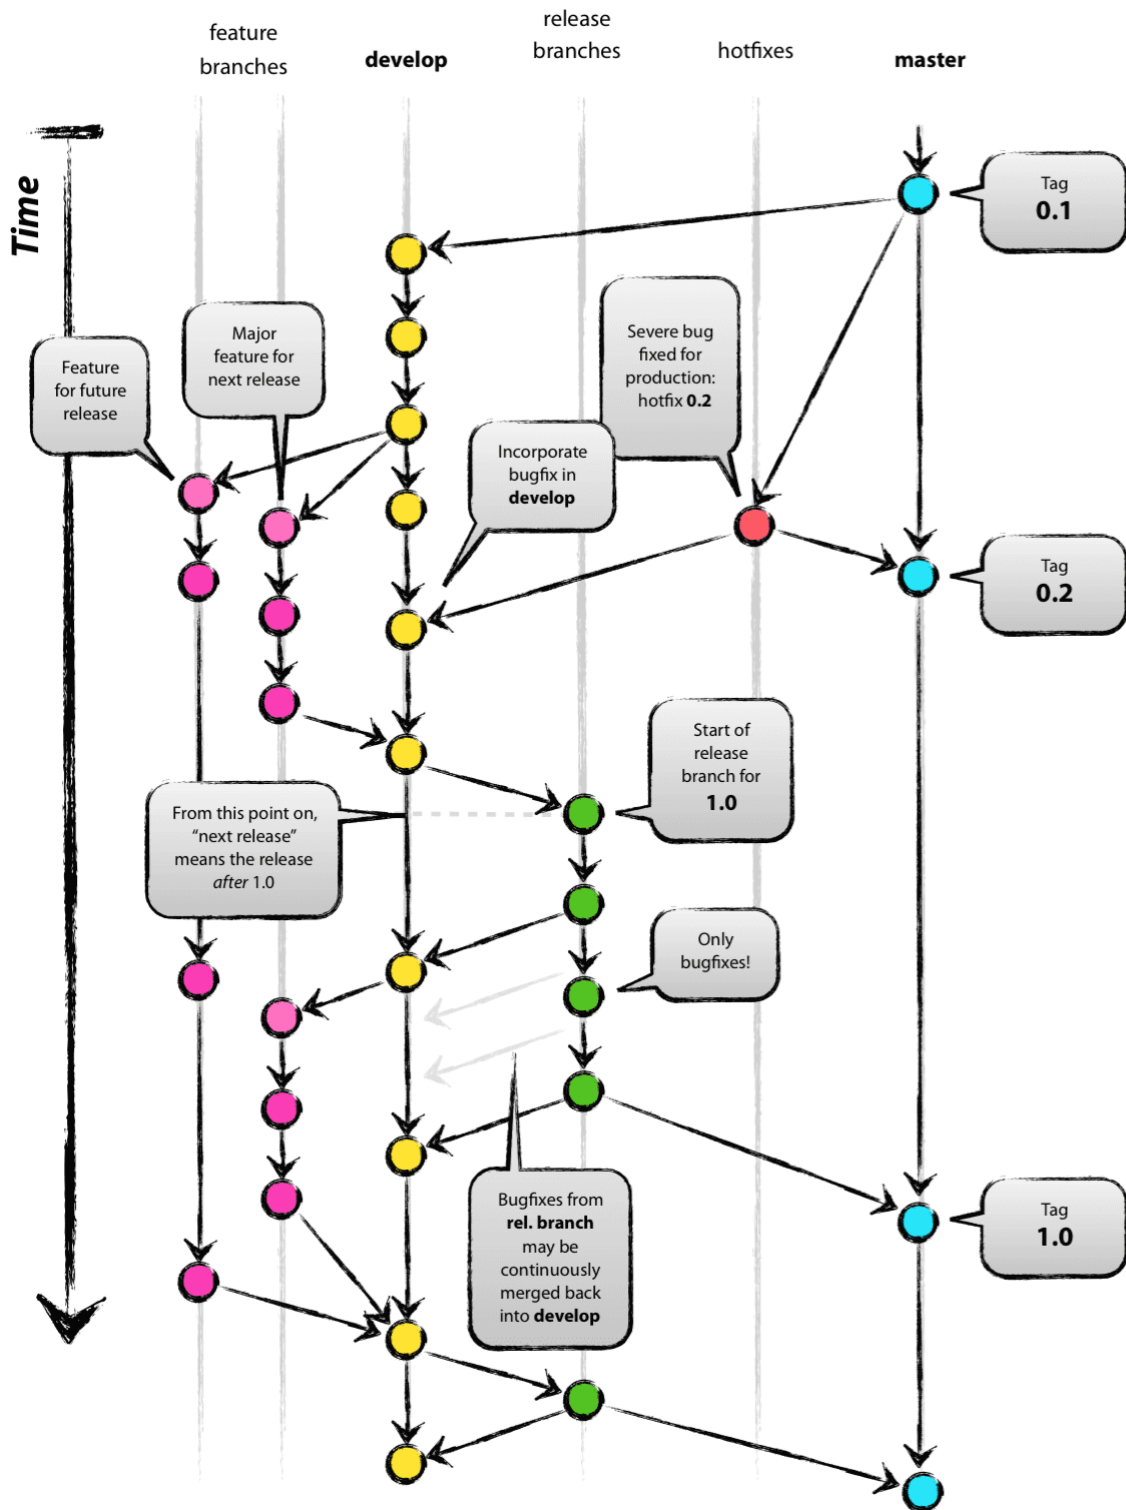 feature
branches
develop
release
branches
hotfixes
master
Time
Tag
0.1
Major
feature for
next release
Severe bug
fixed for
production:
hotfix 0.2
Feature
for future
release
Incorporate
bugfix in
develop
Tag
0.2
Start of
release
branch for
1.0
From this point on,
“next release”
means the release
after 1.0
Only
bugfixes!
Bugfixes from
rel. branch
may be
continuously
merged back
into develop
Tag
1.0